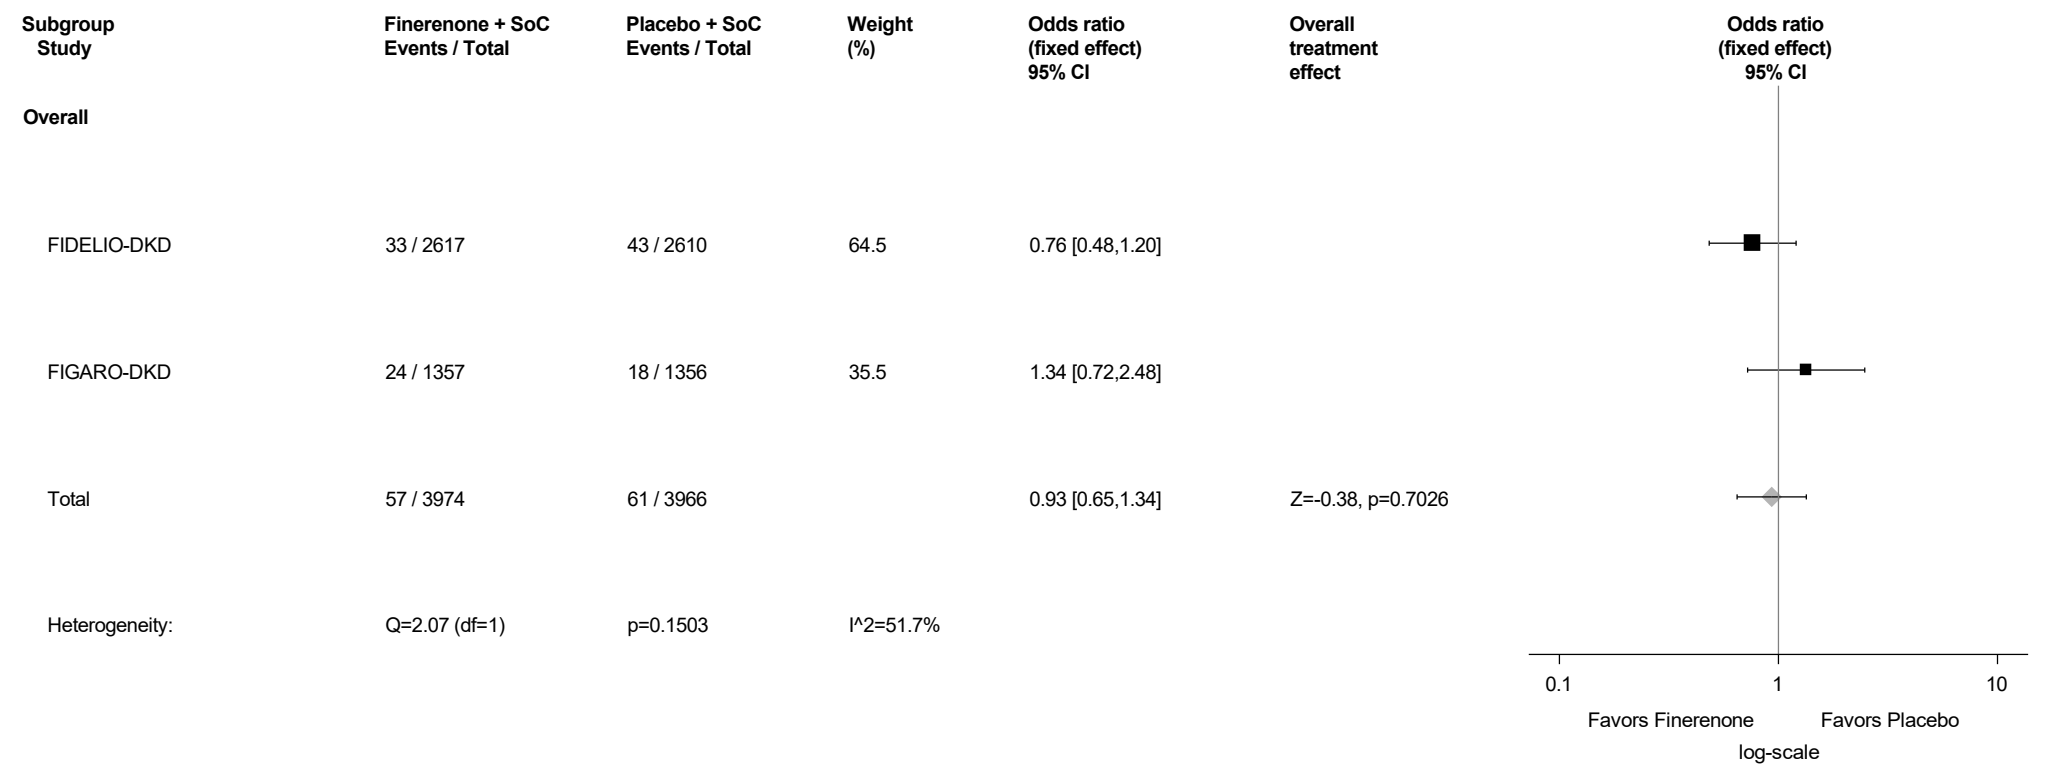 Subgroup Finerenone + SoC Placebo + SoC Weight Odds ratio Overall Odds ratio
Study Events / Total Events / Total (%) (fixed effect) treatment (fixed effect)
95% CI effect 95% CI
Overall
FIDELIO-DKD 33 / 2617 43 / 2610 64.5 0.76 [0.48,1.20]
FIGARO-DKD 24 / 1357 18 / 1356 35.5 1.34 [0.72,2.48]
Total 57 / 3974 61 / 3966 0.93 [0.65,1.34] Z=-0.38, p=0.7026
Heterogeneity: Q=2.07 (df=1) p=0.1503 I^2=51.7%
0.1 1 10
Favors Finerenone Favors Placebo
log-scale